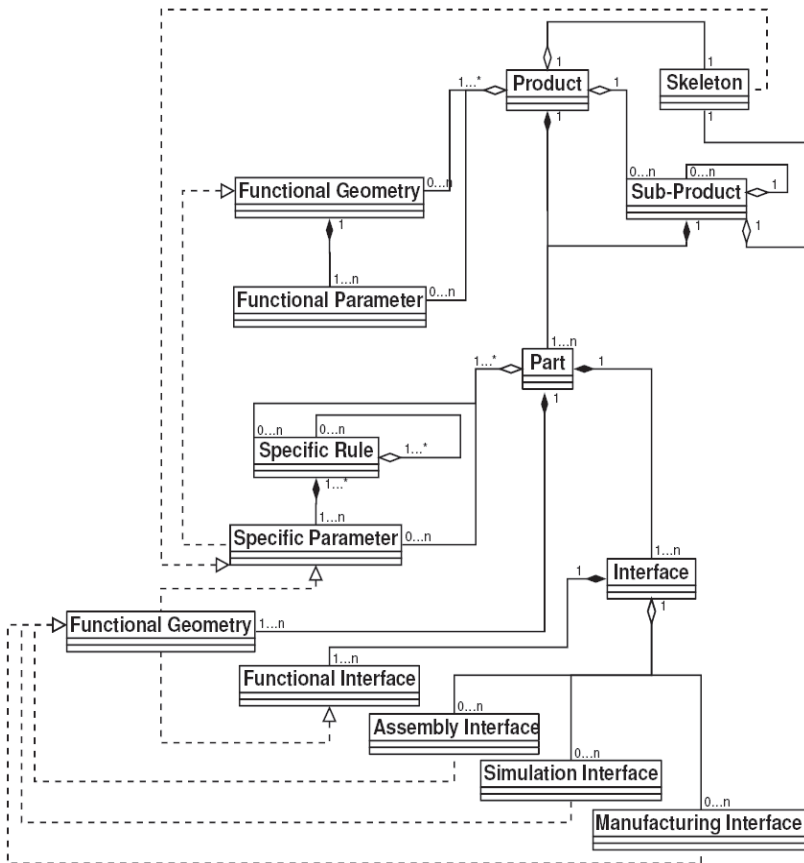 1
1
1...*
Product
1
Skeleton
1
1
0...n
0...n
0...n
Functional Geometry
Sub-Product
1
1
1
1
1...n
Functional Parameter
0...n
1...n
1...*
Part
1
1
0...n
0...n
Specific Rule
1...*
1...*
1...n
Specific Parameter
0...n
1...n
1
Interface
1
Functional Geometry
1...n
1...n
Functional Interface
0...n
Assembly Interface
0...n
Simulation Interface
0...n
Manufacturing Interface